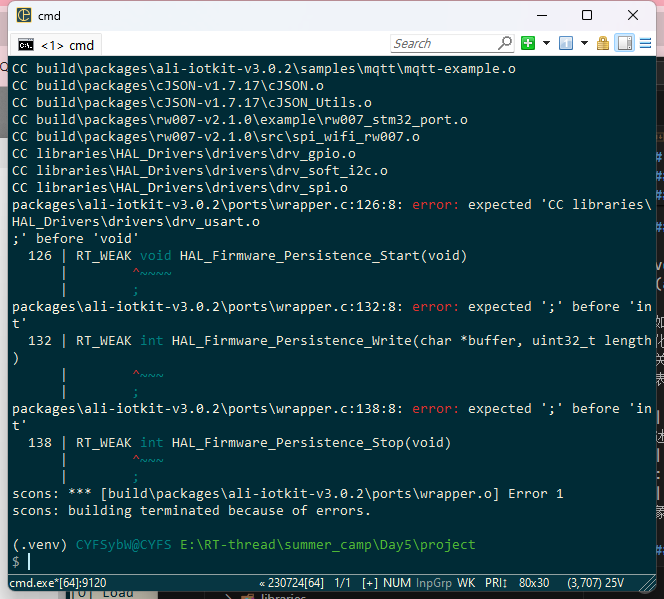 cmd
<1> cmd
Search
CC build\packages\ali-iotkit-v3.0.2\samples\mqtt\mqtt-example.o
CC build\packages\cJSON-v1.7.17\cJSON.o
CC build\packages\cJSON-v1.7.17\cJSON_Utils.o
CC build\packages\rw007-v2.1.0\example\rw007_stm32_port.o
CC build\packages\rw007-v2.1.0\src\spi_wifi_rw007.o
CC libraries\HAL_Drivers\drivers\drv_gpio.o
CC libraries\HAL_Drivers\drivers\drv_soft_i2c.o
CC libraries\HAL_Drivers\drivers\drv_spi.o
packages\ali-iotkit-v3.0.2\ports\wrapper.c:126:8: error: expected 'CC libraries\
HAL_Drivers\drivers\drv_usart.o
;' before 'void'
126 | RT_WEAK void HAL_Firmware_Persistence_Start(void)
| ^~~~~
| ;
packages\ali-iotkit-v3.0.2\ports\wrapper.c:132:8: error: expected ';' before 'in
t'
132 | RT_WEAK int HAL_Firmware_Persistence_Write(char *buffer, uint32_t length
)
| ^~~~
| ;
packages\ali-iotkit-v3.0.2\ports\wrapper.c:138:8: error: expected ';' before 'in
t'
138 | RT_WEAK int HAL_Firmware_Persistence_Stop(void)
| ^~~~
| ;
scons: *** [build\packages\ali-iotkit-v3.0.2\ports\wrapper.o] Error 1
scons: building terminated because of errors.
(.venv) CYFSybW@CYFS E:\RT-thread\summer_camp\Day5\project
$
cmd.exe*[64]:9120 « 230724[64] 1/1 [+] NUM InpGrp WK PRI↕ 80x30 (3,707) 25V
Load
libraries